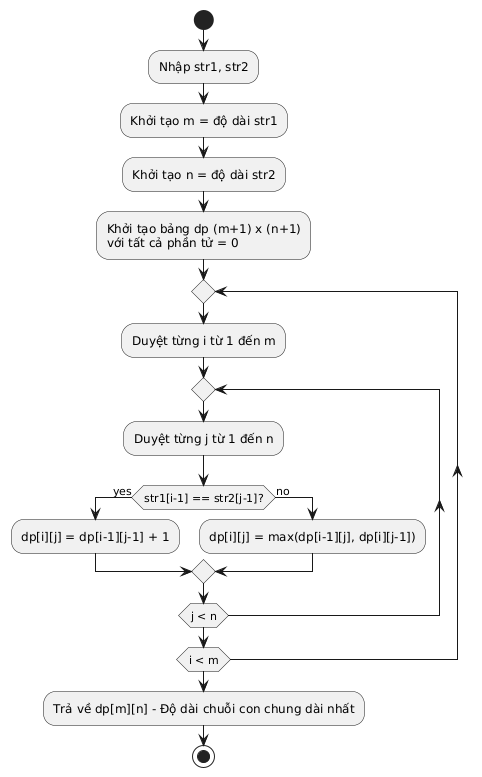 Nhập str1, str2
Khởi tạo m = độ dài str1
Khởi tạo n = độ dài str2
Khởi tạo bảng dp (m+1) x (n+1)
với tất cả phần tử = 0
Duyệt từng i từ 1 đến m
Duyệt từng j từ 1 đến n
yes
str1[i-1] == str2[j-1]?
no
dp[i][j] = dp[i-1][j-1] + 1
dp[i][j] = max(dp[i-1][j], dp[i][j-1])
j < n
i < m
Trả về dp[m][n] - Độ dài chuỗi con chung dài nhất